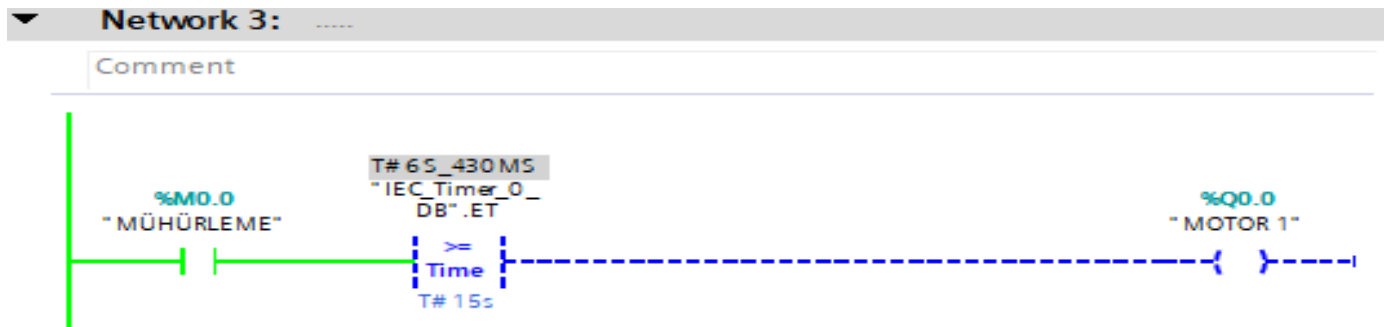 Network 3: .....
Comment
T# 6S_430MS
"IEC_Timer_0_
DB".ET
%M0.0
"MÜHÜRLEME"
%Q0.0
"MOTOR 1"
>=
Time
T# 15s